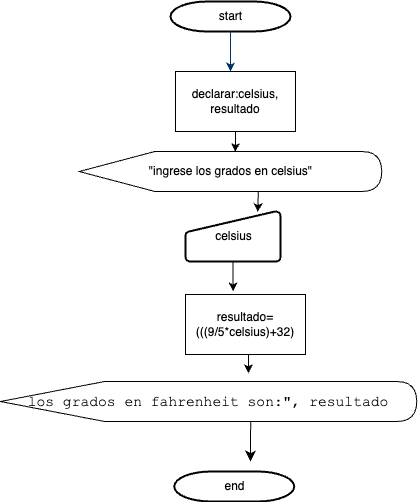 start
declarar:celsius,
resultado
"ingrese los grados en celsius"
celsius
resultado=
(((9/5*celsius)+32)
los grados en fahrenheit son:", resultado
end